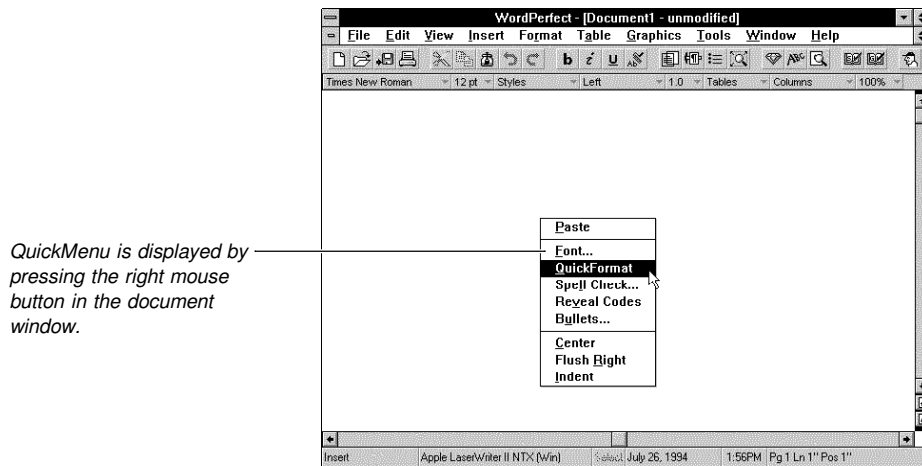 WordPerfect - [Document1 - unmodified]
File Edit View Insert Format Table Graphics Tools Window Help
b i u ABC
Times New Roman 12 pt Styles Left 1.0 Tables Columns 100%
QuickMenu is displayed by
pressing the right mouse
button in the document
window.
Paste
Font...
QuickFormat
Spell Check...
Reveal Codes
Bullets...
Center
Flush Right
Indent
Insert Apple LaserWriter II NTX (Win) Select July 26, 1994 1:56PM Pg 1 Ln 1" Pos 1"